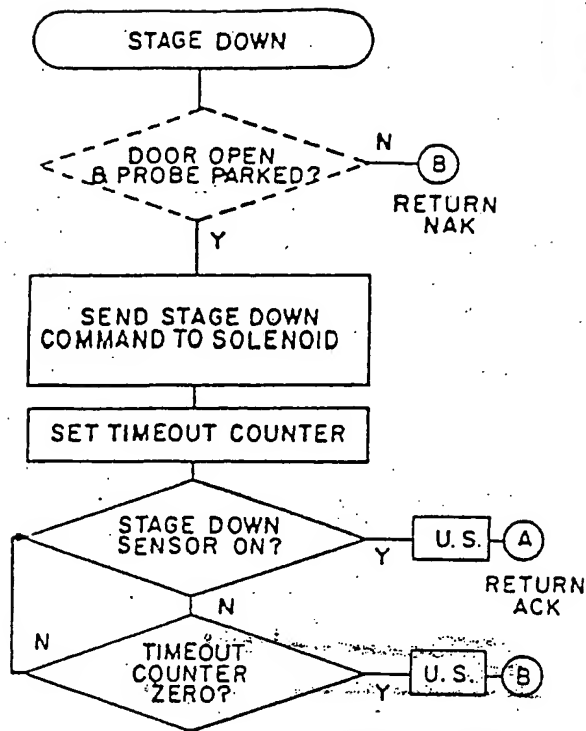 STAGE DOWN
DOOR OPEN
& PROBE PARKED?
N
B
RETURN
NAK
Y
SEND STAGE DOWN
COMMAND TO SOLENOID
SET TIMEOUT COUNTER
STAGE DOWN
SENSOR ON?
Y
U.S.
A
RETURN
ACK
N
N
TIMEOUT
COUNTER
ZERO?
Y
U.S.
B